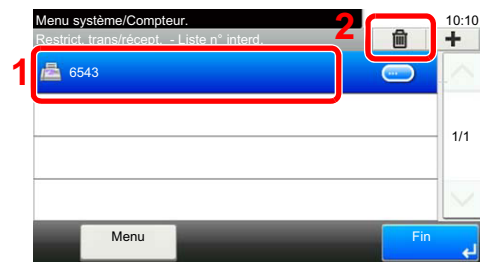 Menu système/Compteur.
10:10
Restrict. trans/récept. - Liste n° interd.
2
1
6543
1/1
Menu
Fin